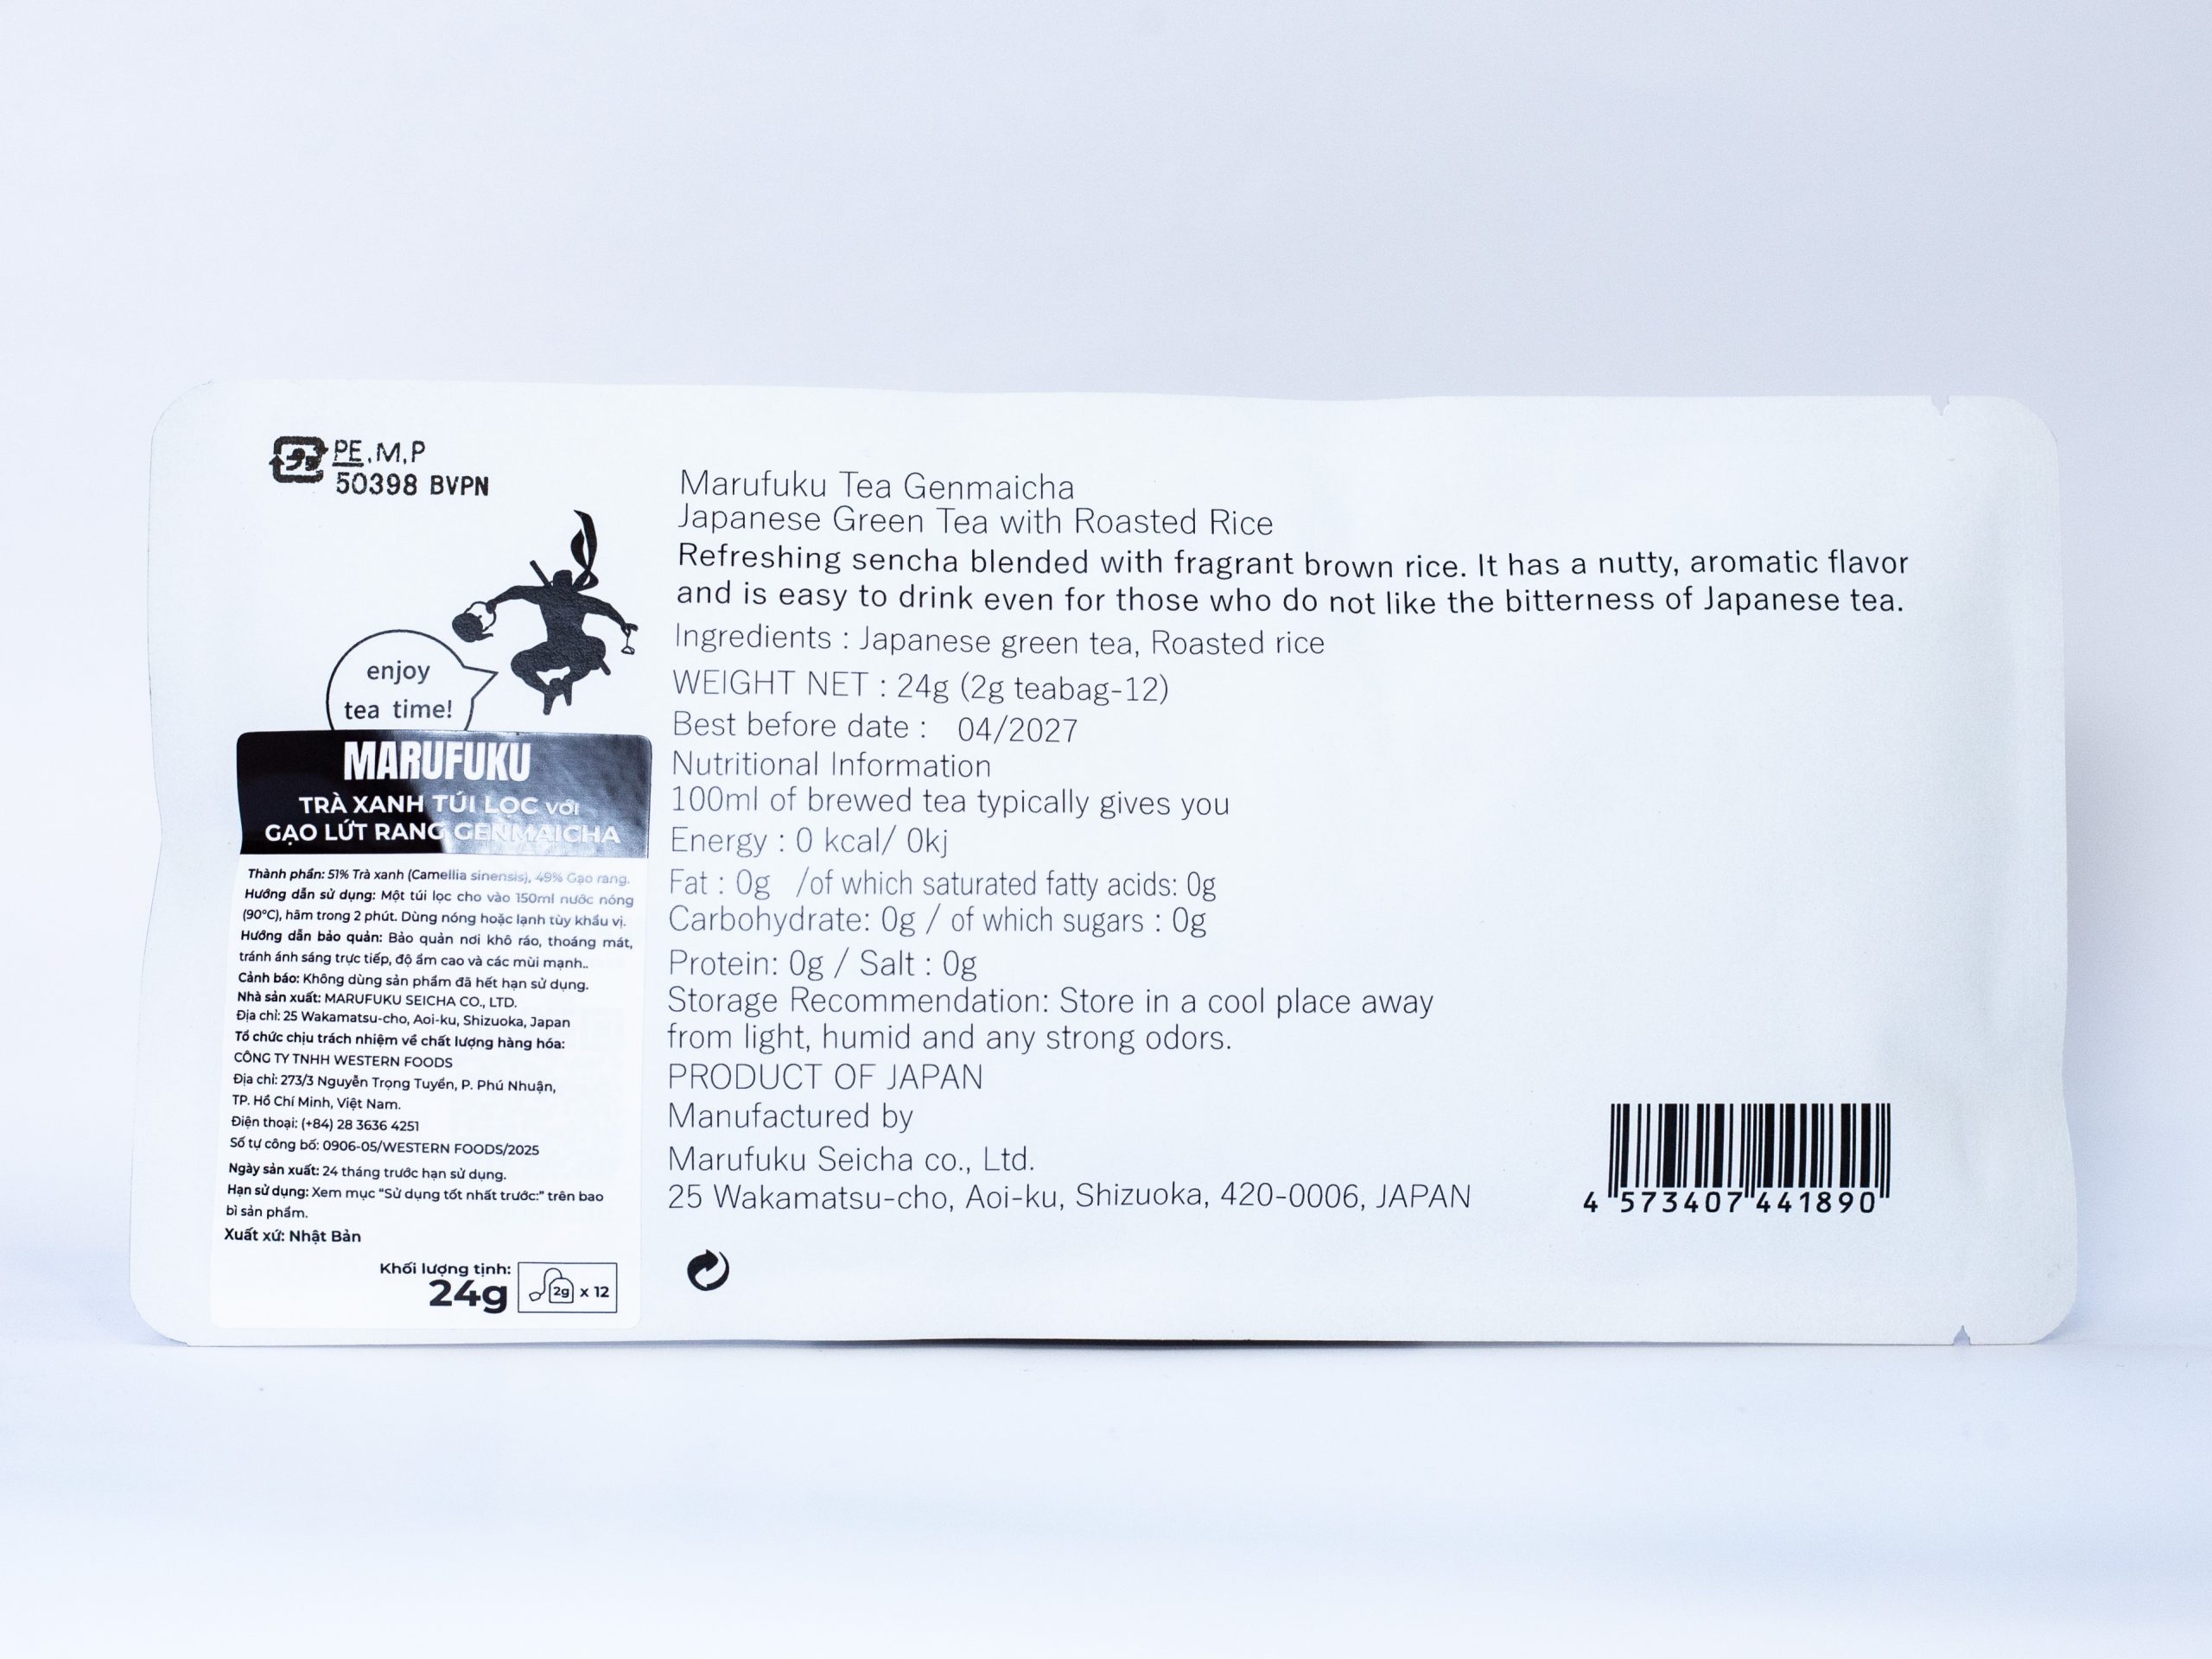 PE,M,P
50398 BVPN
enjoy
tea time!
MARUFUKU
TRÀ XANH TÚI LỌC VỚI
GẠO LỨT RANG GENMAICHA
Thành phần: 51% Trà xanh (Camellia sinensis), 49% Gạo rang.
Hướng dẫn sử dụng: Một túi lọc cho vào 150ml nước nóng
(90°C), hãm trong 2 phút. Dùng nóng hoặc lạnh tùy khẩu vị.
Hướng dẫn bảo quản: Bảo quản nơi khô ráo, thoáng mát,
tránh ánh sáng trực tiếp, độ ẩm cao và các mùi mạnh..
Cảnh báo: Không dùng sản phẩm đã hết hạn sử dụng.
Nhà sản xuất: MARUFUKU SEICHA CO., LTD.
Địa chỉ: 25 Wakamatsu-cho, Aoi-ku, Shizuoka, Japan
Tổ chức chịu trách nhiệm về chất lượng hàng hóa:
CÔNG TY TNHH WESTERN FOODS
Địa chỉ: 273/3 Nguyễn Trọng Tuyển, P. Phú Nhuận,
TP. Hồ Chí Minh, Việt Nam.
Điện thoại: (+84) 28 3636 4251
Số tự công bố: 0906-05/WESTERN FOODS/2025
Ngày sản xuất: 24 tháng trước hạn sử dụng.
Hạn sử dụng: Xem mục “Sử dụng tốt nhất trước:” trên bao
bì sản phẩm.
Xuất xứ: Nhật Bản
Khối lượng tịnh:
24g
2g x 12
Marufuku Tea Genmaicha
Japanese Green Tea with Roasted Rice
Refreshing sencha blended with fragrant brown rice. It has a nutty, aromatic flavor
and is easy to drink even for those who do not like the bitterness of Japanese tea.
Ingredients : Japanese green tea, Roasted rice
WEIGHT NET : 24g (2g teabag-12)
Best before date : 04/2027
Nutritional Information
100ml of brewed tea typically gives you
Energy : 0 kcal/ 0kj
Fat : 0g /of which saturated fatty acids: 0g
Carbohydrate: 0g / of which sugars : 0g
Protein: 0g / Salt : 0g
Storage Recommendation: Store in a cool place away
from light, humid and any strong odors.
PRODUCT OF JAPAN
Manufactured by
Marufuku Seicha co., Ltd.
25 Wakamatsu-cho, Aoi-ku, Shizuoka, 420-0006, JAPAN
4 573407 441890